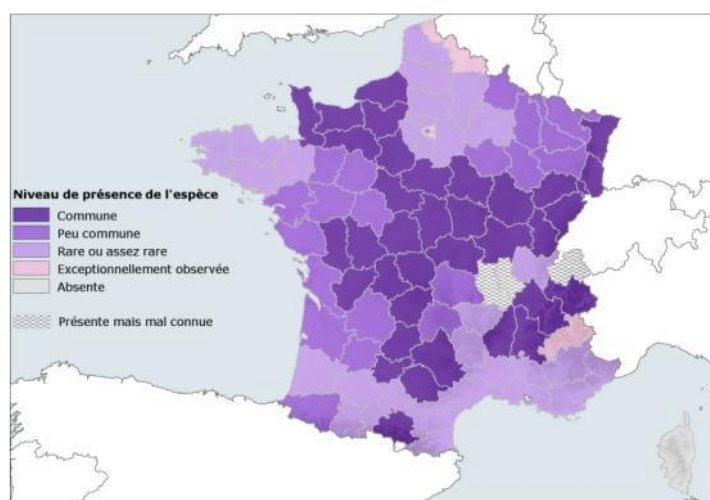 Niveau de présence de l'espèce
Commune
Peu commune
Rare ou assez rare
Exceptionnellement observée
Absente
Présente mais mal connue